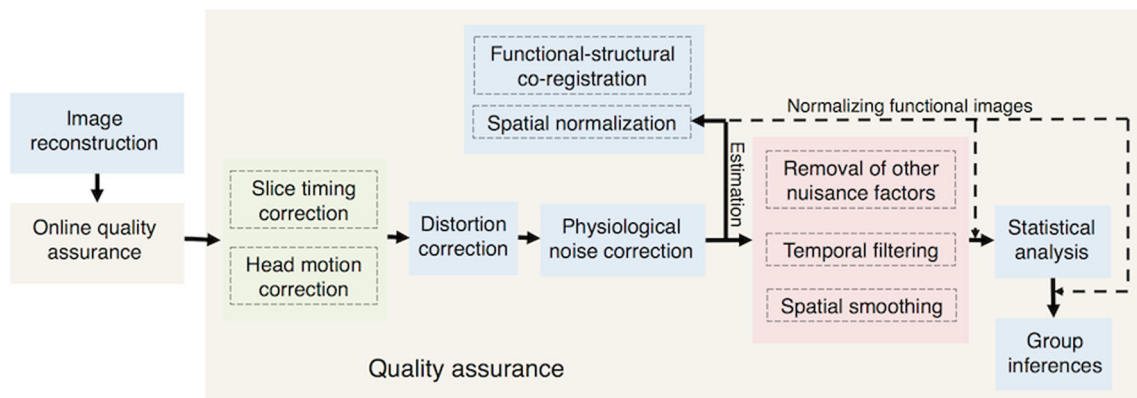 Image
reconstruction
Online quality
assurance
Slice timing
correction
Head motion
correction
Distortion
correction
Physiological
noise correction
Functional-structural
co-registration
Spatial normalization
Estimation
Normalizing functional images
Removal of other
nuisance factors
Temporal filtering
Spatial smoothing
Statistical
analysis
Group
inferences
Quality assurance